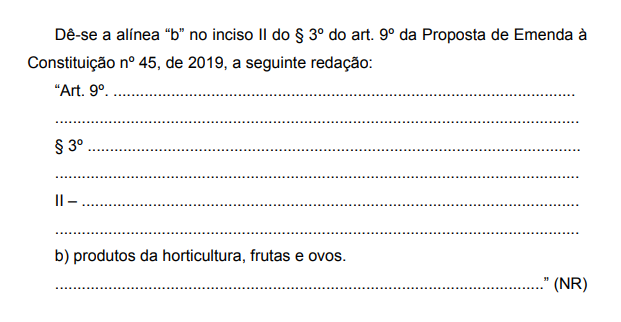 Dê-se a alínea “b” no inciso II do § 3º do art. 9º da Proposta de Emenda à
Constituição nº 45, de 2019, a seguinte redação:
“Art. 9º. ........................................................................................................
......................................................................................................................
§ 3º ...............................................................................................................
......................................................................................................................
II – ................................................................................................................
......................................................................................................................
b) produtos da horticultura, frutas e ovos.
..............................................................................................................” (NR)